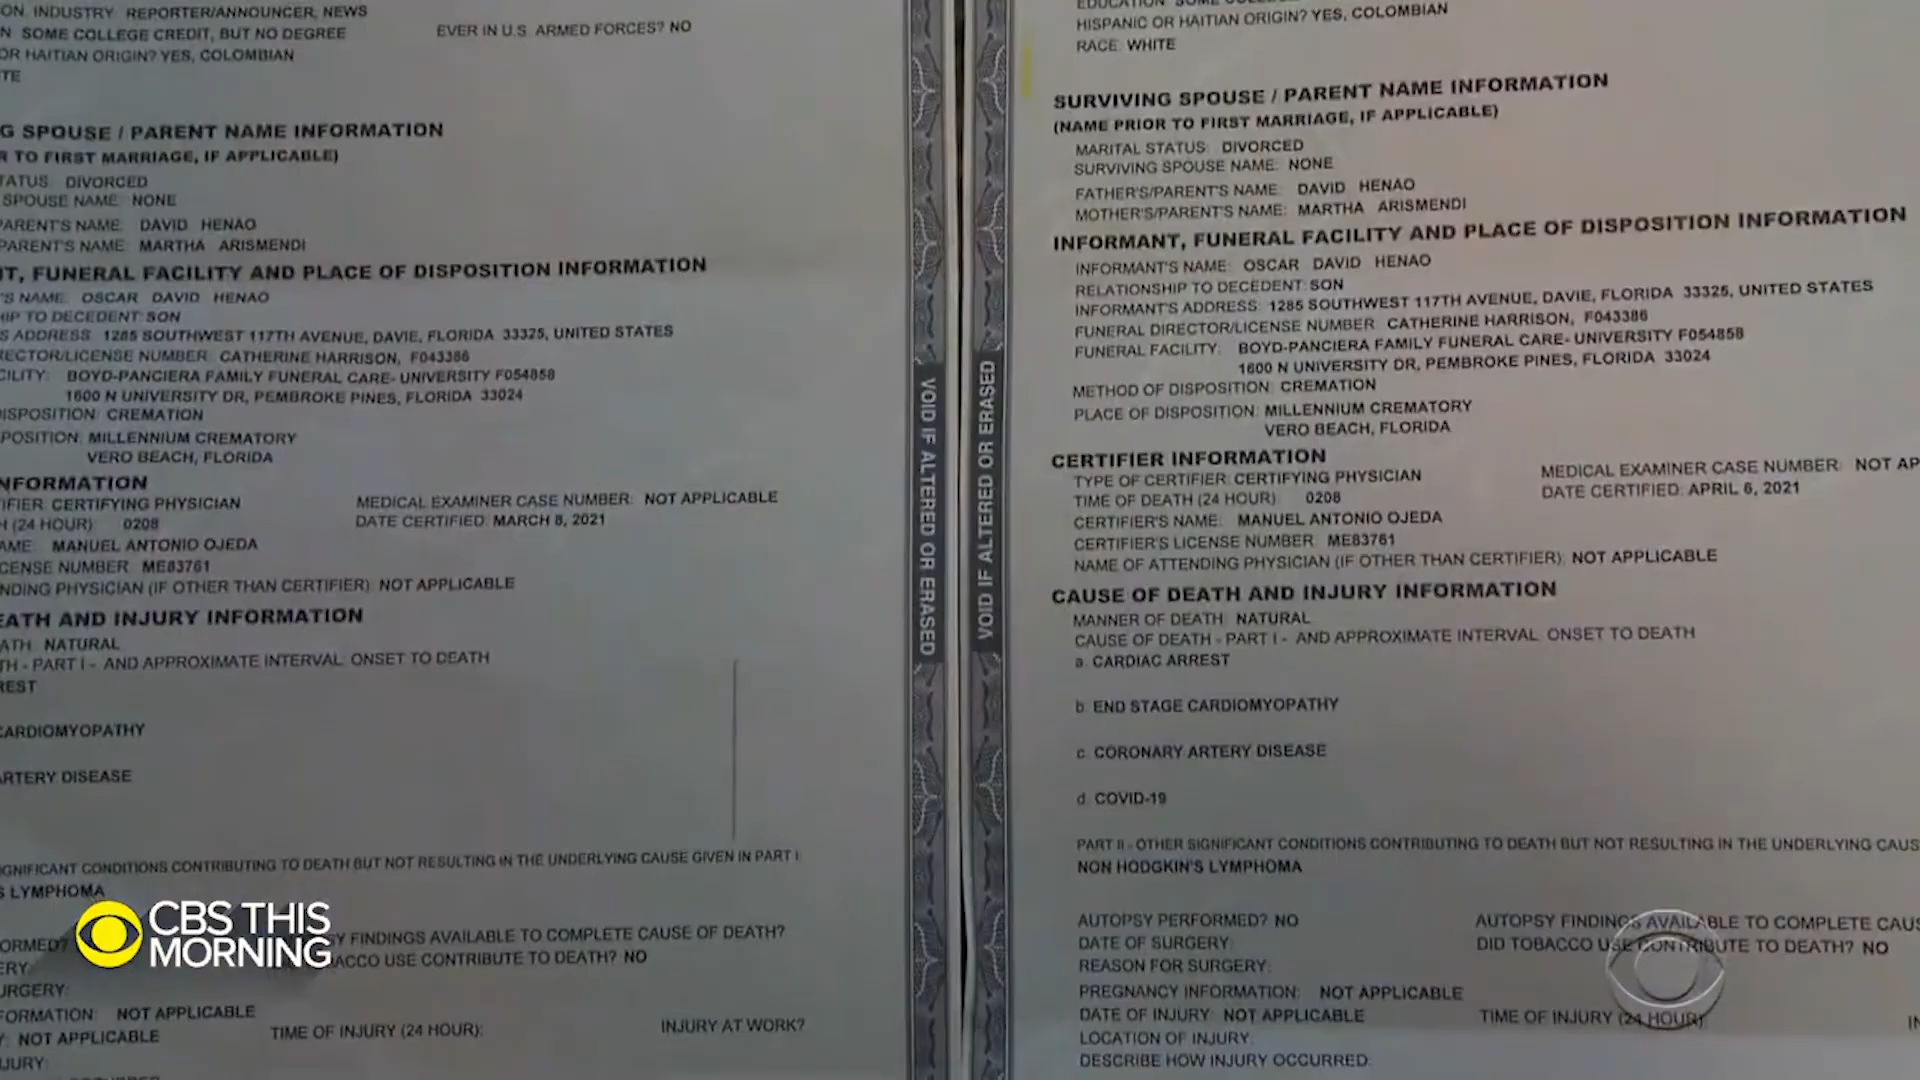 ON. INDUSTRY: REPORTER/ANNOUNCER, NEWS
N SOME COLLEGE CREDIT, BUT NO DEGREE
EVER IN U.S. ARMED FORCES? NO
OR HAITIAN ORIGIN? YES, COLOMBIAN
TE
G SPOUSE / PARENT NAME INFORMATION
R TO FIRST MARRIAGE, IF APPLICABLE)
TATUS: DIVORCED
SPOUSE NAME: NONE
PARENT'S NAME: DAVID HENAO
PARENT'S NAME: MARTHA ARISMENDI
T, FUNERAL FACILITY AND PLACE OF DISPOSITION INFORMATION
'S NAME: OSCAR DAVID HENAO
HIP TO DECEDENT: SON
S ADDRESS: 1285 SOUTHWEST 117TH AVENUE, DAVIE, FLORIDA 33325, UNITED STATES
RECTOR/LICENSE NUMBER: CATHERINE HARRISON, F043386
CILITY: BOYD-PANCIERA FAMILY FUNERAL CARE- UNIVERSITY F054858
1600 N UNIVERSITY DR, PEMBROKE PINES, FLORIDA 33024
DISPOSITION: CREMATION
POSITION: MILLENNIUM CREMATORY
VERO BEACH, FLORIDA
NFORMATION
IFIER: CERTIFYING PHYSICIAN
MEDICAL EXAMINER CASE NUMBER: NOT APPLICABLE
H (24 HOUR): 0208
DATE CERTIFIED: MARCH 8, 2021
AME: MANUEL ANTONIO OJEDA
CENSE NUMBER: ME83761
NDING PHYSICIAN (IF OTHER THAN CERTIFIER): NOT APPLICABLE
EATH AND INJURY INFORMATION
ATH: NATURAL
TH - PART I - AND APPROXIMATE INTERVAL: ONSET TO DEATH
REST
CARDIOMYOPATHY
ARTERY DISEASE
IGNIFICANT CONDITIONS CONTRIBUTING TO DEATH BUT NOT RESULTING IN THE UNDERLYING CAUSE GIVEN IN PART I:
S LYMPHOMA
ORMED?
Y FINDINGS AVAILABLE TO COMPLETE CAUSE OF DEATH?
ERY:
ACCO USE CONTRIBUTE TO DEATH? NO
URGERY:
FORMATION: NOT APPLICABLE
Y: NOT APPLICABLE
TIME OF INJURY (24 HOUR):
INJURY AT WORK?
JURY:
CBS THIS
MORNING
VOID IF ALTERED OR ERASED
VOID IF ALTERED OR ERASED
HISPANIC OR HAITIAN ORIGIN? YES, COLOMBIAN
RACE: WHITE
SURVIVING SPOUSE / PARENT NAME INFORMATION
(NAME PRIOR TO FIRST MARRIAGE, IF APPLICABLE)
MARITAL STATUS: DIVORCED
SURVIVING SPOUSE NAME: NONE
FATHER'S/PARENT'S NAME: DAVID HENAO
MOTHER'S/PARENT'S NAME: MARTHA ARISMENDI
INFORMANT, FUNERAL FACILITY AND PLACE OF DISPOSITION INFORMATION
INFORMANT'S NAME: OSCAR DAVID HENAO
RELATIONSHIP TO DECEDENT: SON
INFORMANT'S ADDRESS: 1285 SOUTHWEST 117TH AVENUE, DAVIE, FLORIDA 33325, UNITED STATES
FUNERAL DIRECTOR/LICENSE NUMBER: CATHERINE HARRISON, F043386
FUNERAL FACILITY: BOYD-PANCIERA FAMILY FUNERAL CARE- UNIVERSITY F054858
1600 N UNIVERSITY DR, PEMBROKE PINES, FLORIDA 33024
METHOD OF DISPOSITION: CREMATION
PLACE OF DISPOSITION: MILLENNIUM CREMATORY
VERO BEACH, FLORIDA
CERTIFIER INFORMATION
TYPE OF CERTIFIER: CERTIFYING PHYSICIAN
MEDICAL EXAMINER CASE NUMBER: NOT AP
TIME OF DEATH (24 HOUR): 0208
DATE CERTIFIED: APRIL 6, 2021
CERTIFIER'S NAME: MANUEL ANTONIO OJEDA
CERTIFIER'S LICENSE NUMBER: ME83761
NAME OF ATTENDING PHYSICIAN (IF OTHER THAN CERTIFIER): NOT APPLICABLE
CAUSE OF DEATH AND INJURY INFORMATION
MANNER OF DEATH: NATURAL
CAUSE OF DEATH - PART I - AND APPROXIMATE INTERVAL: ONSET TO DEATH
a. CARDIAC ARREST
b. END STAGE CARDIOMYOPATHY
c. CORONARY ARTERY DISEASE
d. COVID-19
PART II - OTHER SIGNIFICANT CONDITIONS CONTRIBUTING TO DEATH BUT NOT RESULTING IN THE UNDERLYING CAUS
NON HODGKIN'S LYMPHOMA
AUTOPSY PERFORMED? NO
AUTOPSY FINDINGS AVAILABLE TO COMPLETE CAUS
DATE OF SURGERY:
DID TOBACCO USE CONTRIBUTE TO DEATH? NO
REASON FOR SURGERY:
PREGNANCY INFORMATION: NOT APPLICABLE
DATE OF INJURY: NOT APPLICABLE
TIME OF INJURY (24 HOUR):
IN
LOCATION OF INJURY:
DESCRIBE HOW INJURY OCCURRED: